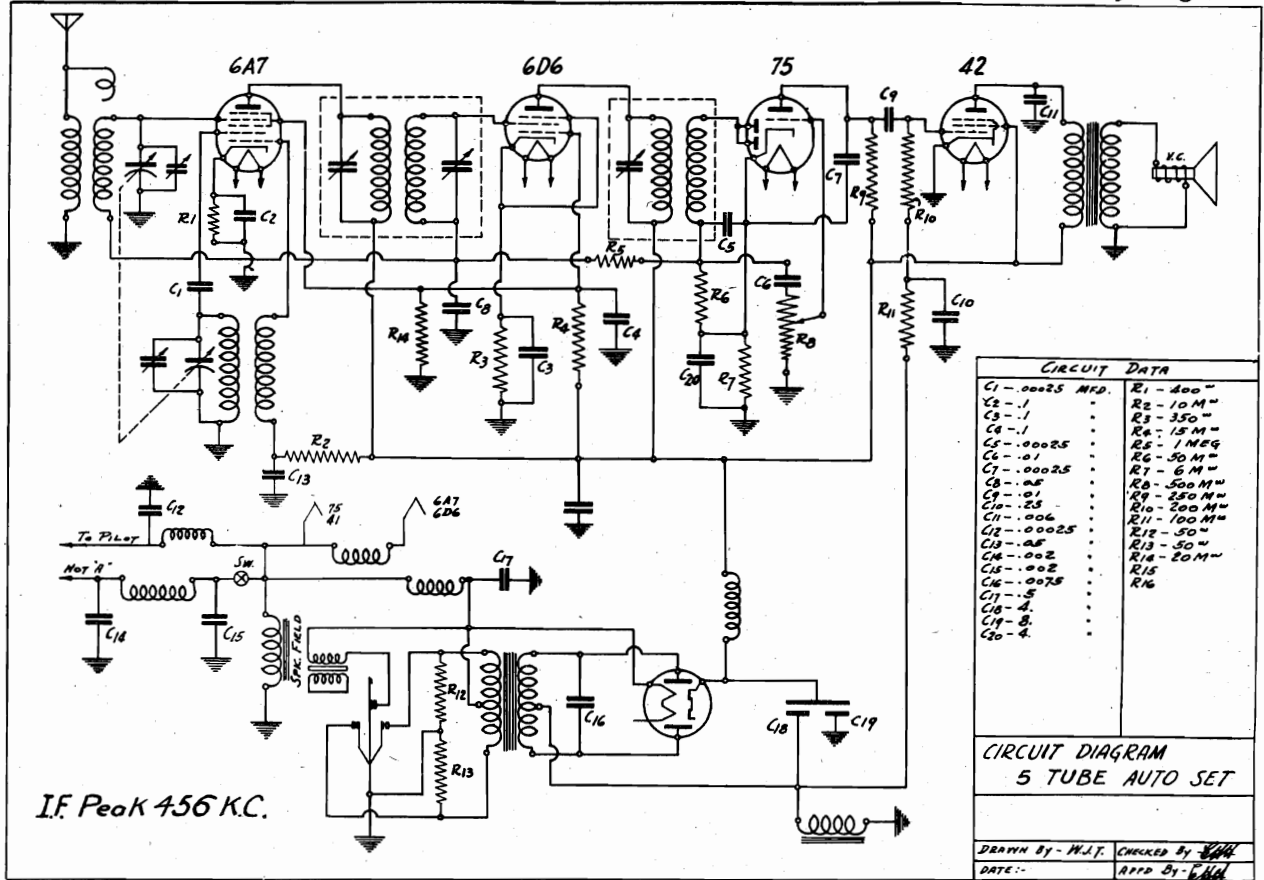 6A7
6D6
75
42
C9
C11
V.C.
R1
C2
C7
R9
R10
C5
R5
C1
C8
R14
R3
C3
R4
C4
R6
C6
R8
C20
R7
R11
C10
R2
C13
C12
To PILOT
75
41
6A7
6D6
HOT "A"
SW.
C17
C14
C15
SPK. FIELD
R12
R13
C16
C18
C19
I.F. Peak 456 K.C.
CIRCUIT DATA
C1 - .00025 MFD. R1 - 400 ω
C2 - .1 " R2 - 10 M ω
C3 - .1 " R3 - 350 ω
C4 - .1 " R4 - 15 M ω
C5 - .00025 " R5 - 1 MEG
C6 - .01 " R6 - 50 M ω
C7 - .00025 " R7 - 6 M ω
C8 - .05 " R8 - 500 M ω
C9 - .01 " R9 - 250 M ω
C10 - .25 " R10 - 200 M ω
C11 - .006 " R11 - 100 M ω
C12 - .00025 " R12 - 50 ω
C13 - .05 " R13 - 50 ω
C14 - .002 " R14 - 20 M ω
C15 - .002 " R15
C16 - .0075 " R16
C17 - .5 "
C18 - 4. "
C19 - 8. "
C20 - 4. "
CIRCUIT DIAGRAM
5 TUBE AUTO SET
DRAWN By - W.J.T. CHECKED By
DATE :- APPD By -